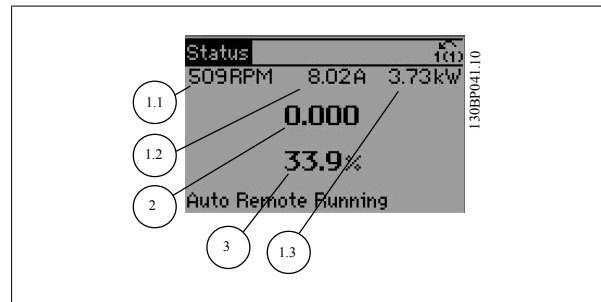 Status 1(1)
509RPM 8.02A 3.73kW
0.000
33.9%
Auto Remote Running
1.1
1.2
2
3
1.3
130BP041.10